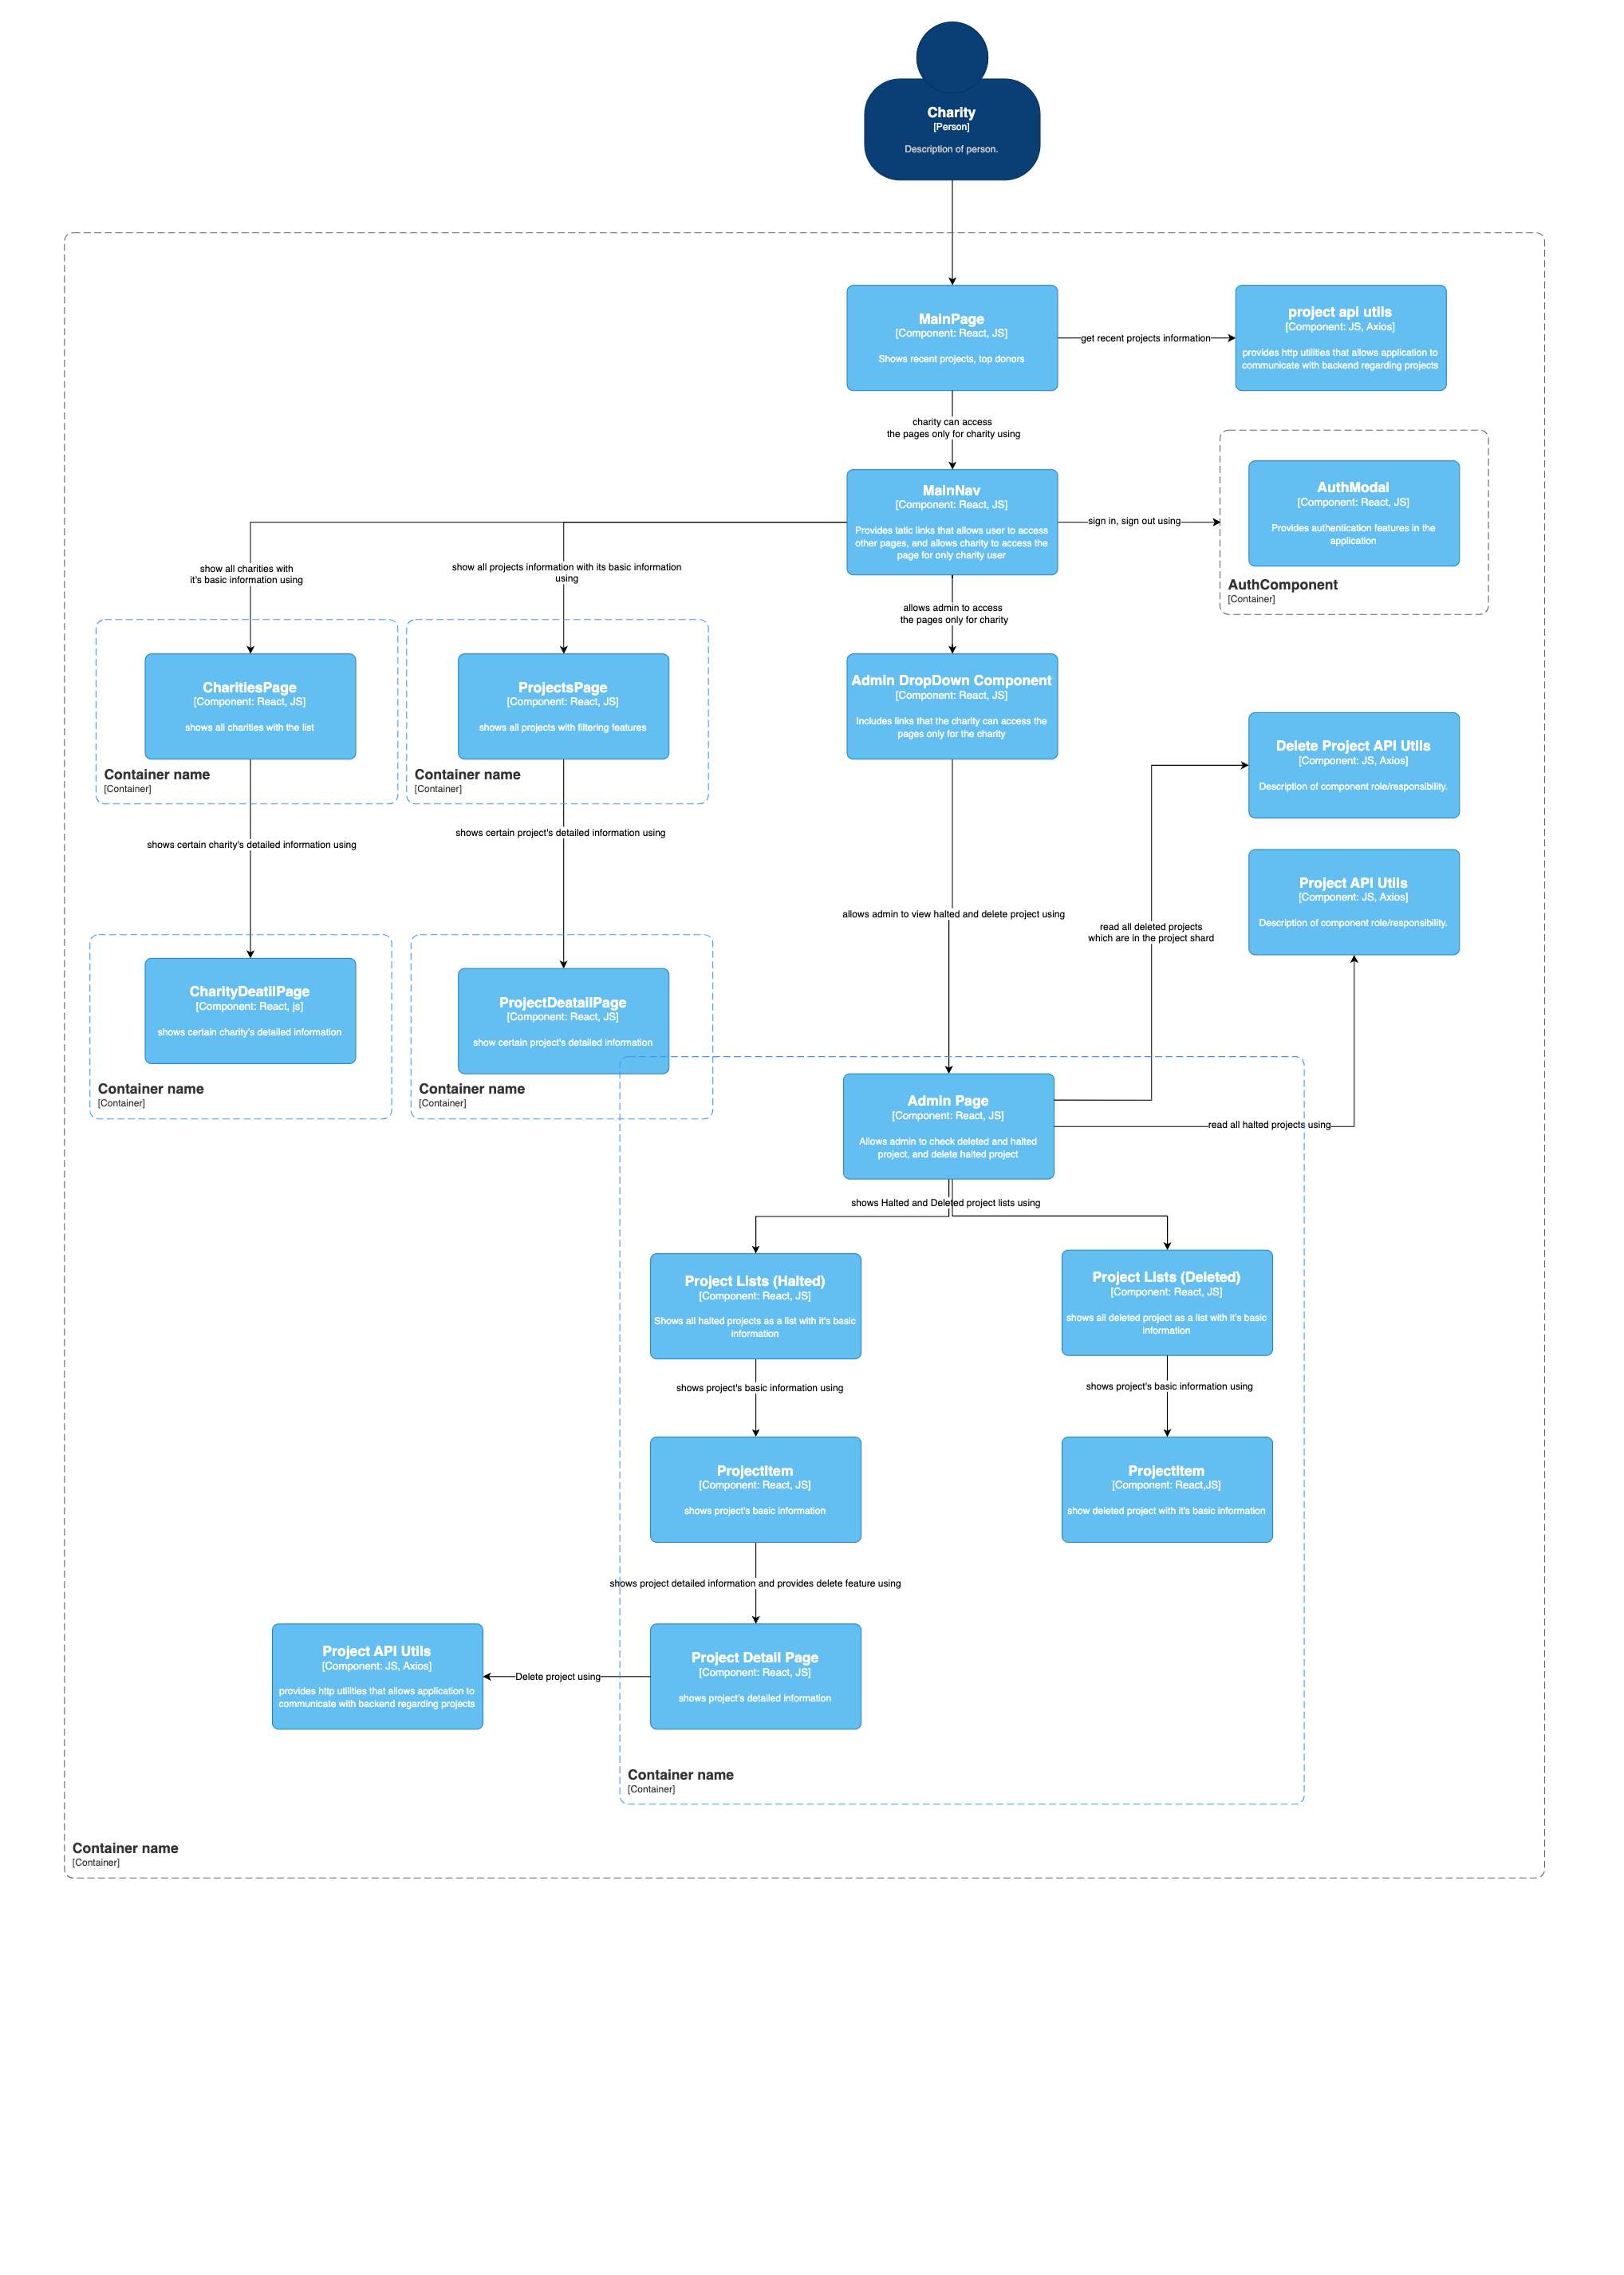 Charity
[Person]
Description of person.
MainPage
[Component: React, JS]
Shows recent projects, top donors
get recent projects information
project api utils
[Component: JS, Axios]
provides http utilities that allows application to
communicate with backend regarding projects
charity can access
the pages only for charity using
MainNav
[Component: React, JS]
Provides tatic links that allows user to access
other pages, and allows charity to access the
page for only charity user
sign in, sign out using
AuthModal
[Component: React, JS]
Provides authentication features in the
application
AuthComponent
[Container]
show all charities with
it's basic information using
show all projects information with its basic information
using
allows admin to access
the pages only for charity
CharitiesPage
[Component: React, JS]
shows all charities with the list
Container name
[Container]
ProjectsPage
[Component: React, JS]
shows all projects with filtering features
Container name
[Container]
Admin DropDown Component
[Component: React, JS]
Includes links that the charity can access the
pages only for the charity
Delete Project API Utils
[Component: JS, Axios]
Description of component role/responsibility.
shows certain charity's detailed information using
shows certain project's detailed information using
Project API Utils
[Component: JS, Axios]
Description of component role/responsibility.
allows admin to view halted and delete project using
read all deleted projects
which are in the project shard
CharityDeatilPage
[Component: React, js]
shows certain charity's detailed information
Container name
[Container]
ProjectDeatailPage
[Component: React, JS]
show certain project's detailed information
Container name
[Container]
Admin Page
[Component: React, JS]
Allows admin to check deleted and halted
project, and delete halted project
read all halted projects using
shows Halted and Deleted project lists using
Project Lists (Halted)
[Component: React, JS]
Shows all halted projects as a list with it's basic
information
Project Lists (Deleted)
[Component: React, JS]
shows all deleted project as a list with it's basic
information
shows project's basic information using
shows project's basic information using
ProjectItem
[Component: React, JS]
shows project's basic information
ProjectItem
[Component: React,JS]
show deleted project with it's basic information
shows project detailed information and provides delete feature using
Project API Utils
[Component: JS, Axios]
provides http utilities that allows application to
communicate with backend regarding projects
Delete project using
Project Detail Page
[Component: React, JS]
shows project's detailed information
Container name
[Container]
Container name
[Container]